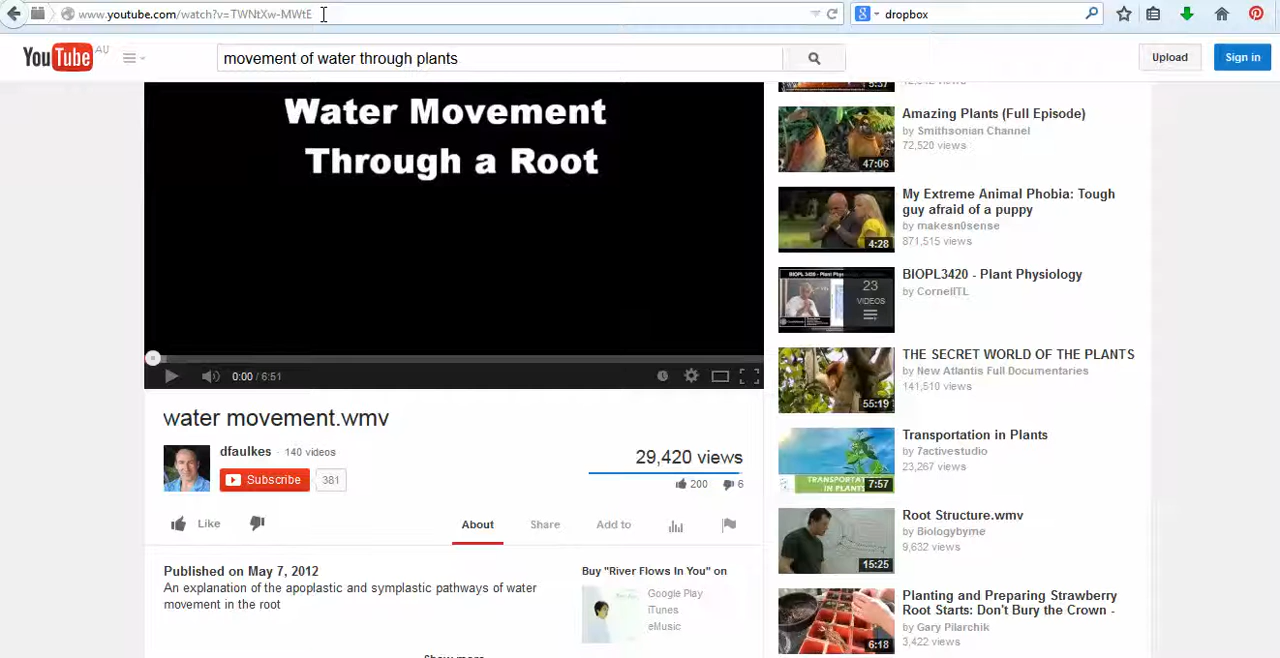 www.youtube.com/watch?v=TWNtXw-MWtE
dropbox
YouTube AU
movement of water through plants
Upload
Sign in
Water Movement
Through a Root
0:00 / 6:51
water movement.wmv
dfaulkes · 140 videos
Subscribe 381
29,420 views
200 6
Like
About
Share
Add to
Published on May 7, 2012
An explanation of the apoplastic and symplastic pathways of water
movement in the root
Buy "River Flows In You" on
Google Play
iTunes
eMusic
Show more
5:37
Amazing Plants (Full Episode)
by Smithsonian Channel
72,520 views
47:06
My Extreme Animal Phobia: Tough
guy afraid of a puppy
by makesn0sense
871,515 views
4:28
BIOPL3420 - Plant Physiology
by CornellTL
23
VIDEOS
THE SECRET WORLD OF THE PLANTS
by New Atlantis Full Documentaries
141,510 views
55:19
Transportation in Plants
by 7activestudio
23,267 views
7:57
Root Structure.wmv
by Biologybyme
9,632 views
15:25
Planting and Preparing Strawberry
Root Starts: Don't Bury the Crown -
by Gary Pilarchik
3,422 views
6:18